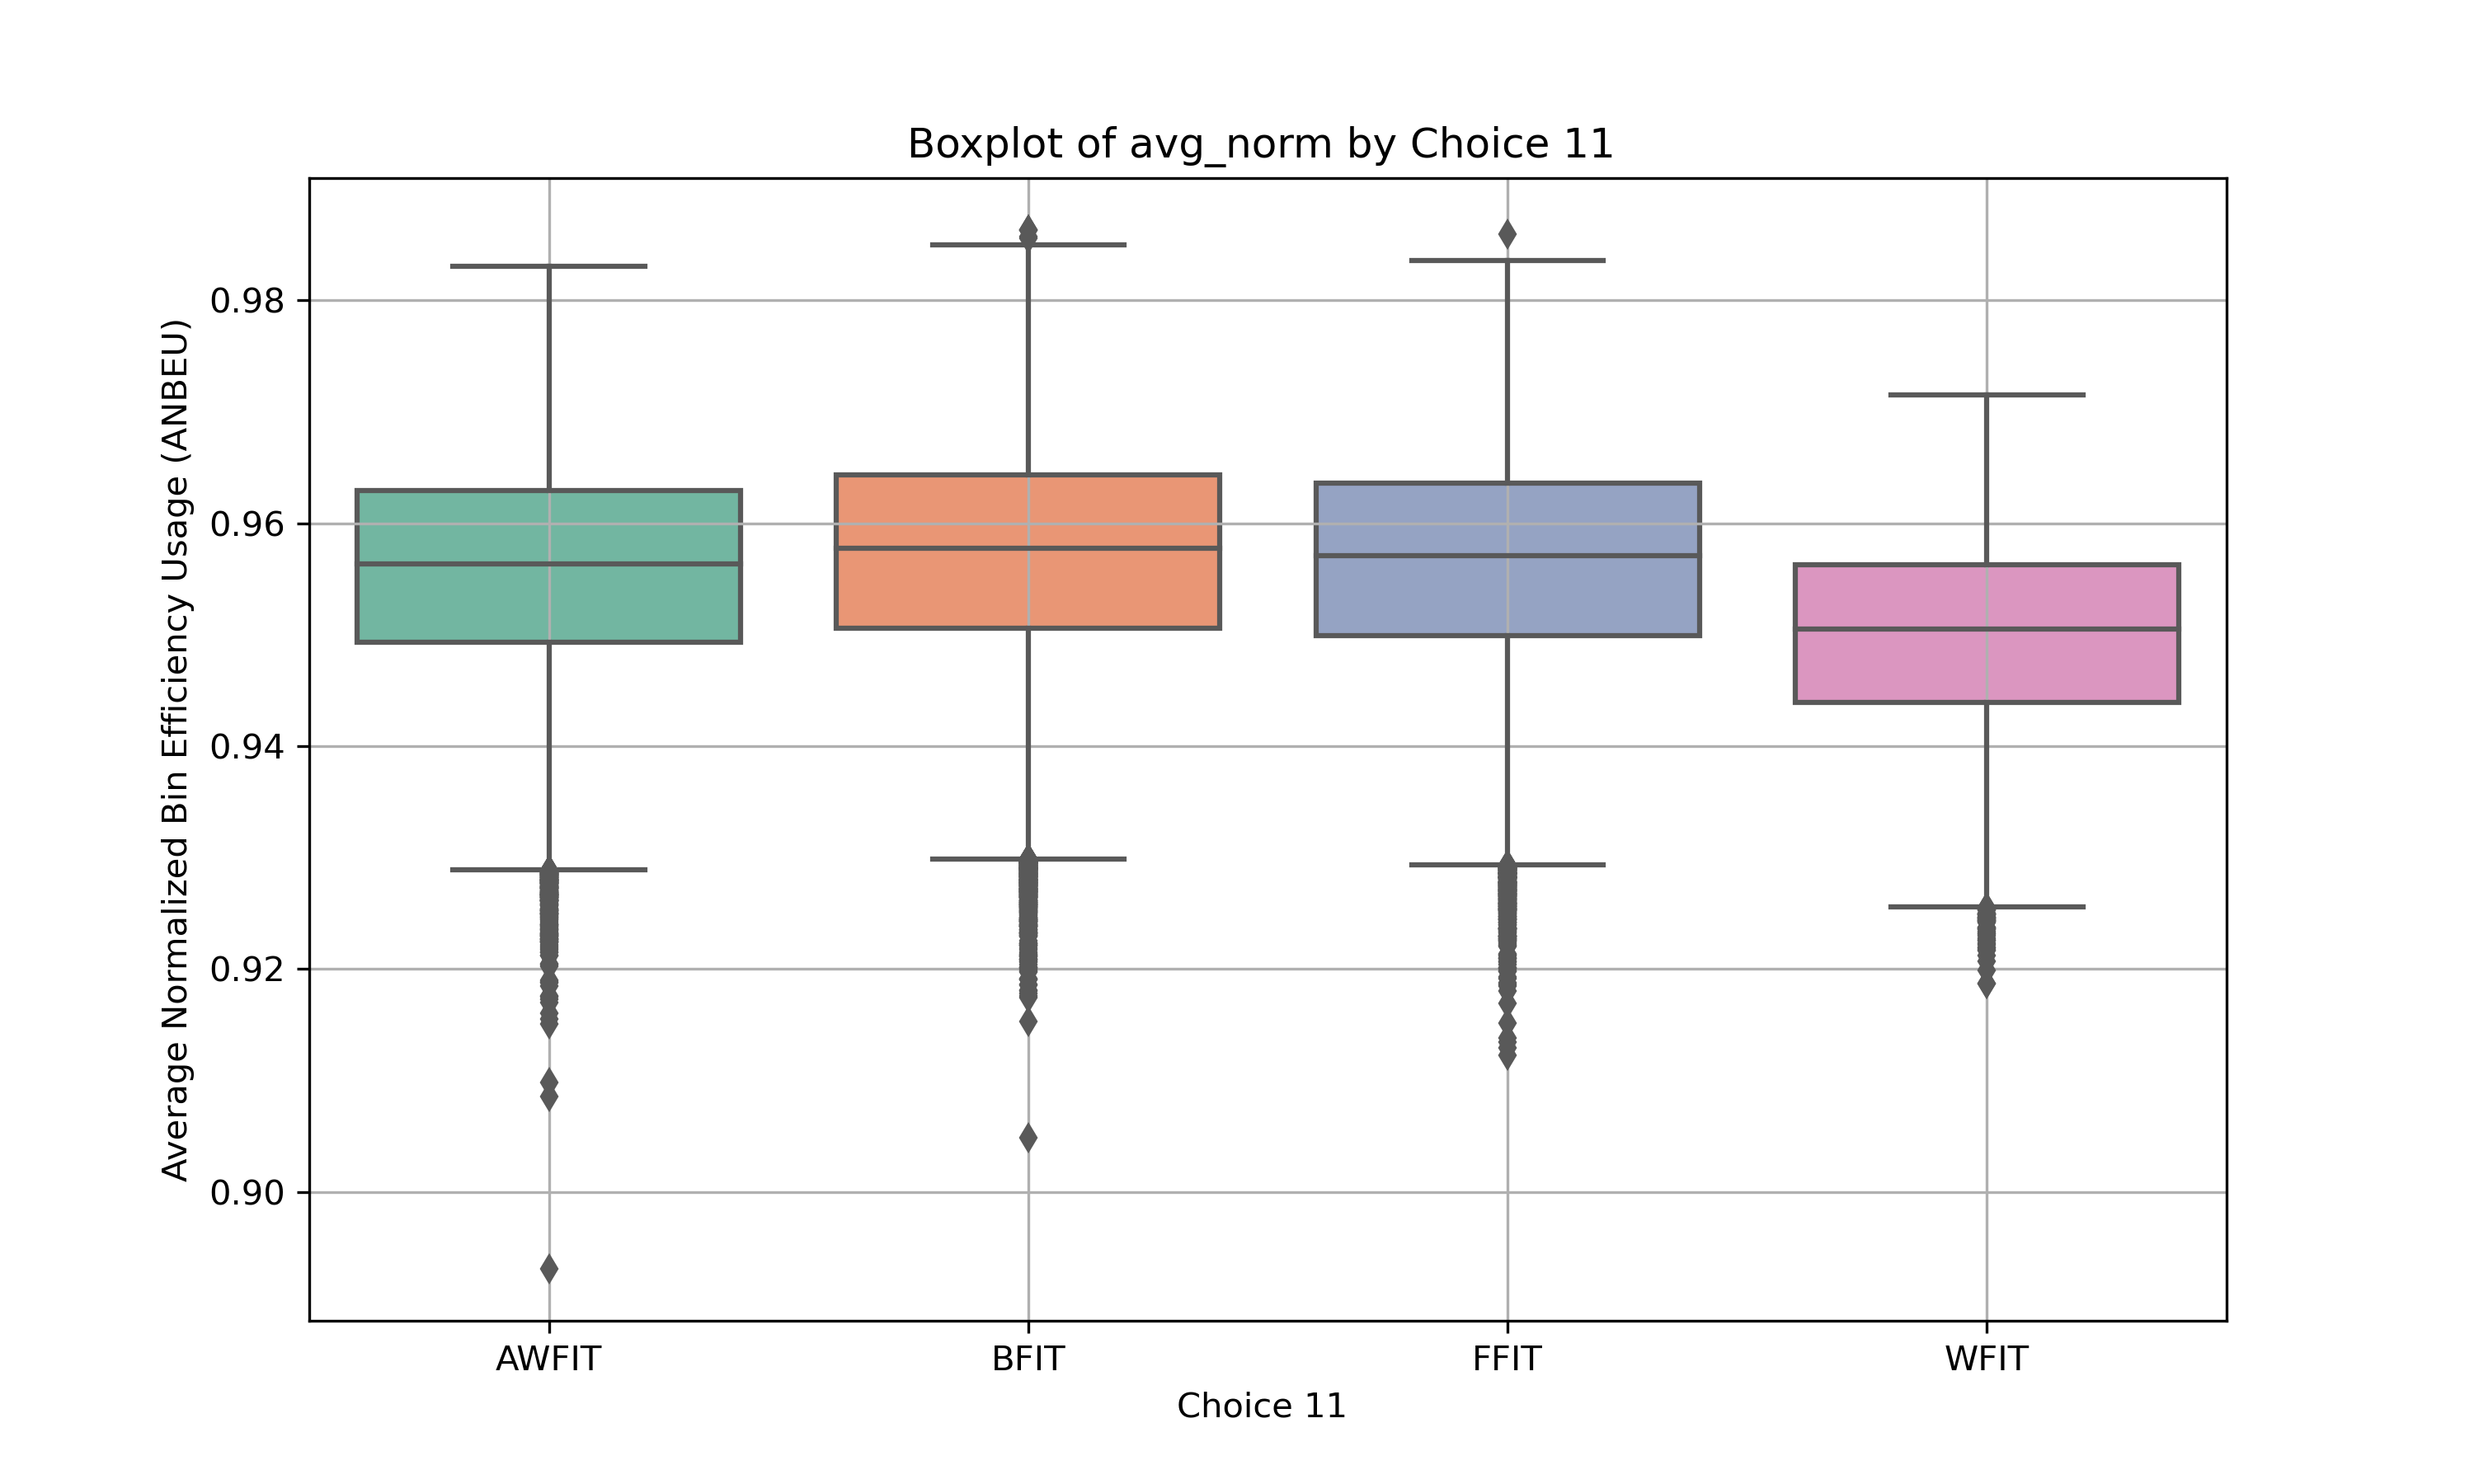 Boxplot of avg_norm by Choice 11
Average Normalized Bin Efficiency Usage (ANBEU)
0.98
0.96
0.94
0.92
0.90
AWFIT
BFIT
FFIT
WFIT
Choice 11